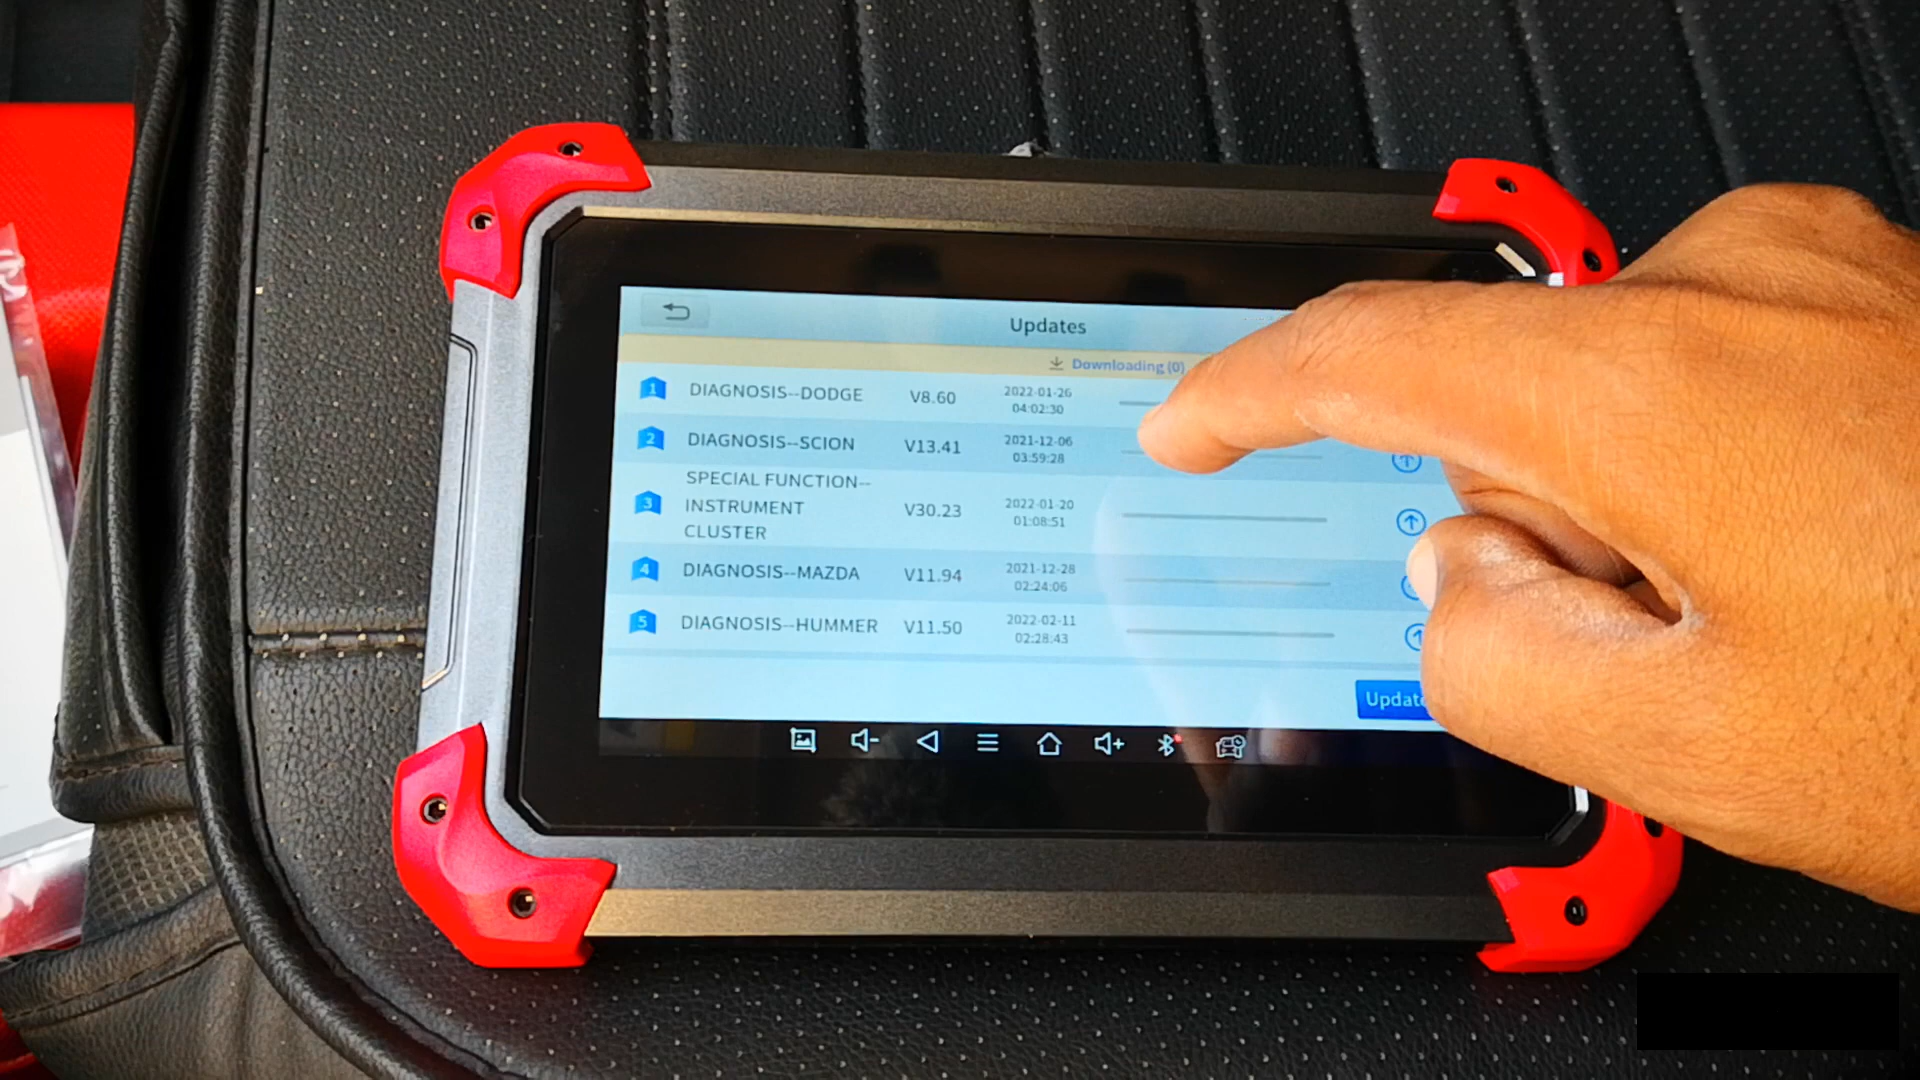 Updates
Downloading (0)
1 DIAGNOSIS--DODGE V8.60 2022-01-26
04:02:30
2 DIAGNOSIS--SCION V13.41 2021-12-06
03:59:28
SPECIAL FUNCTION--
3 INSTRUMENT V30.23 2022-01-20
01:08:51
CLUSTER
4 DIAGNOSIS--MAZDA V11.94 2021-12-28
02:24:06
5 DIAGNOSIS--HUMMER V11.50 2022-02-11
02:28:43
Update